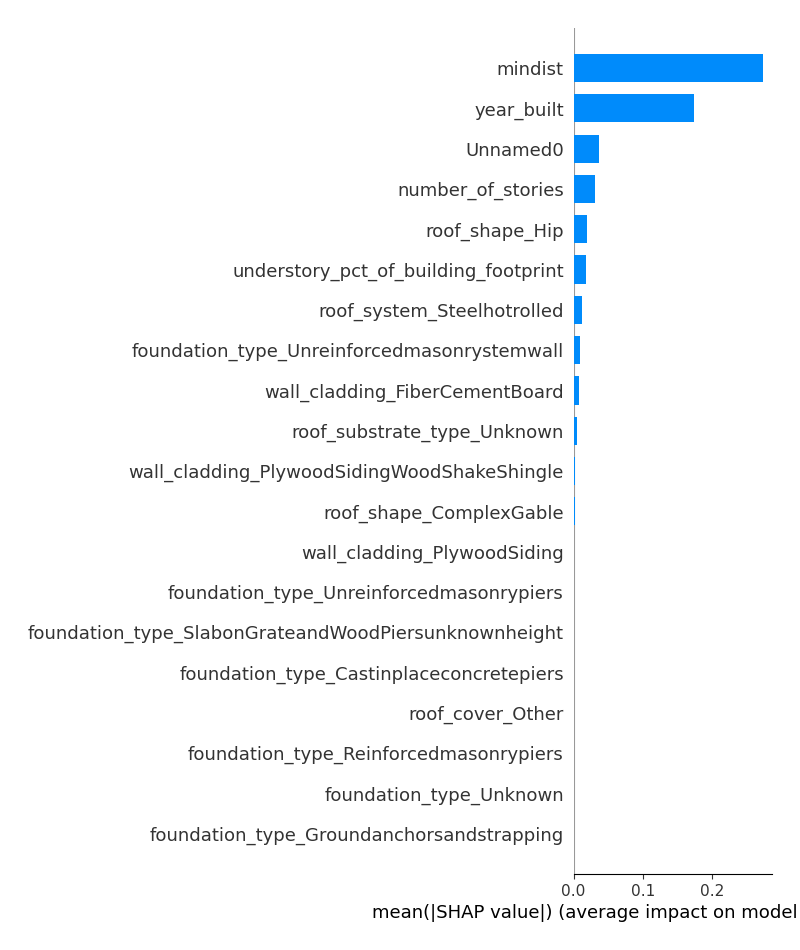 mindist
year_built
Unnamed0
number_of_stories
roof_shape_Hip
understory_pct_of_building_footprint
roof_system_Steelhotrolled
foundation_type_Unreinforcedmasonrystemwall
wall_cladding_FiberCementBoard
roof_substrate_type_Unknown
wall_cladding_PlywoodSidingWoodShakeShingle
roof_shape_ComplexGable
wall_cladding_PlywoodSiding
foundation_type_Unreinforcedmasonrypiers
foundation_type_SlabonGrateandWoodPiersunknownheight
foundation_type_Castinplaceconcretepiers
roof_cover_Other
foundation_type_Reinforcedmasonrypiers
foundation_type_Unknown
foundation_type_Groundanchorsandstrapping
0.0 0.1 0.2
mean(|SHAP value|) (average impact on model